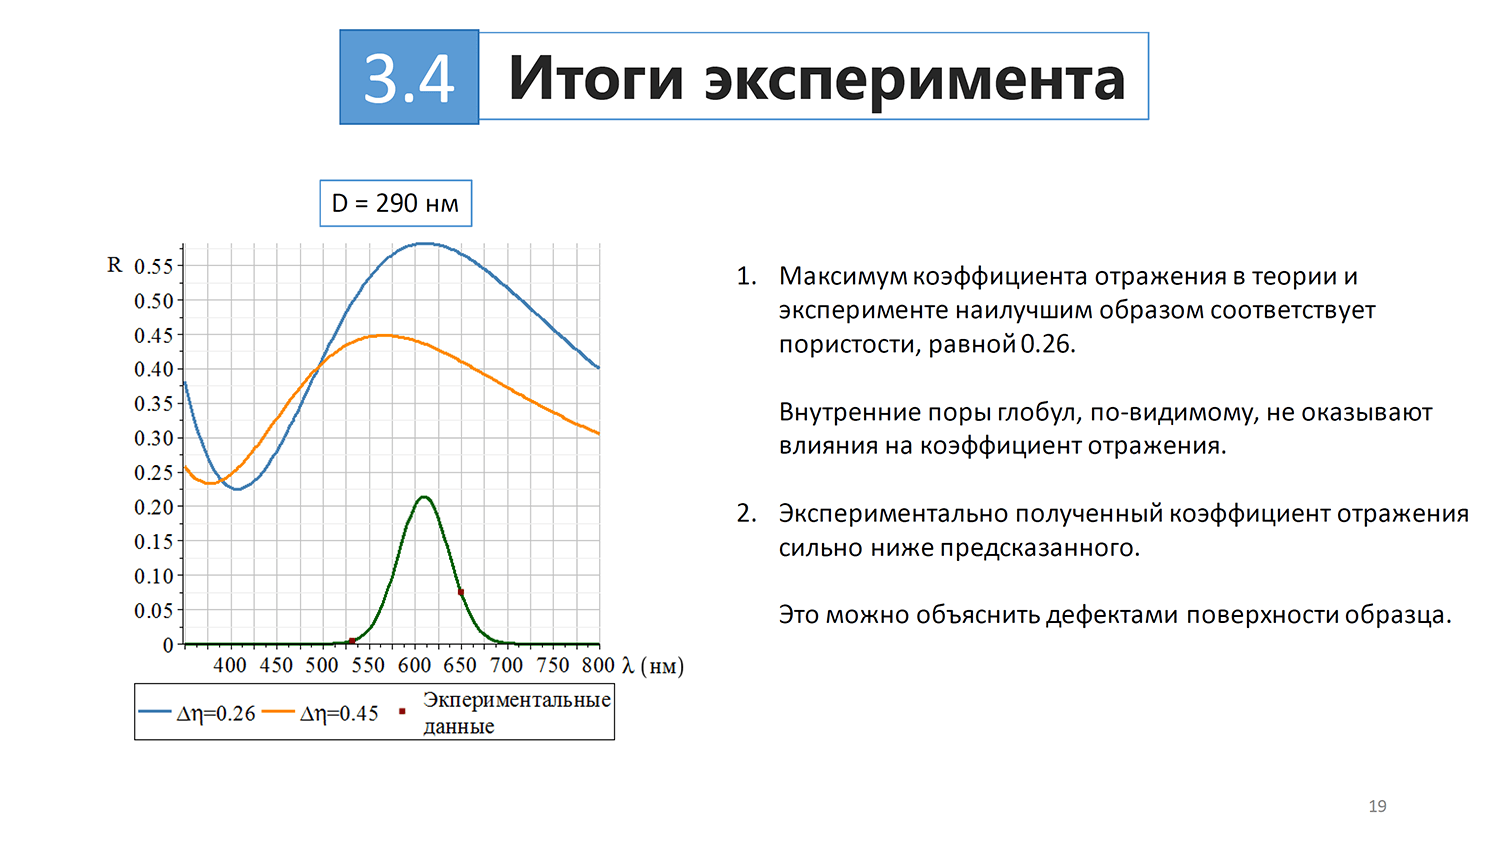 3.4 Итоги эксперимента
D = 290 нм
R
0.55
0.50
0.45
0.40
0.35
0.30
0.25
0.20
0.15
0.10
0.05
0
400 450 500 550 600 650 700 750 800 λ (нм)
Δη=0.26 Δη=0.45 Экпериментальные
данные
1. Максимум коэффициента отражения в теории и
эксперименте наилучшим образом соответствует
пористости, равной 0.26.
Внутренние поры глобул, по-видимому, не оказывают
влияния на коэффициент отражения.
2. Экспериментально полученный коэффициент отражения
сильно ниже предсказанного.
Это можно объяснить дефектами поверхности образца.
19